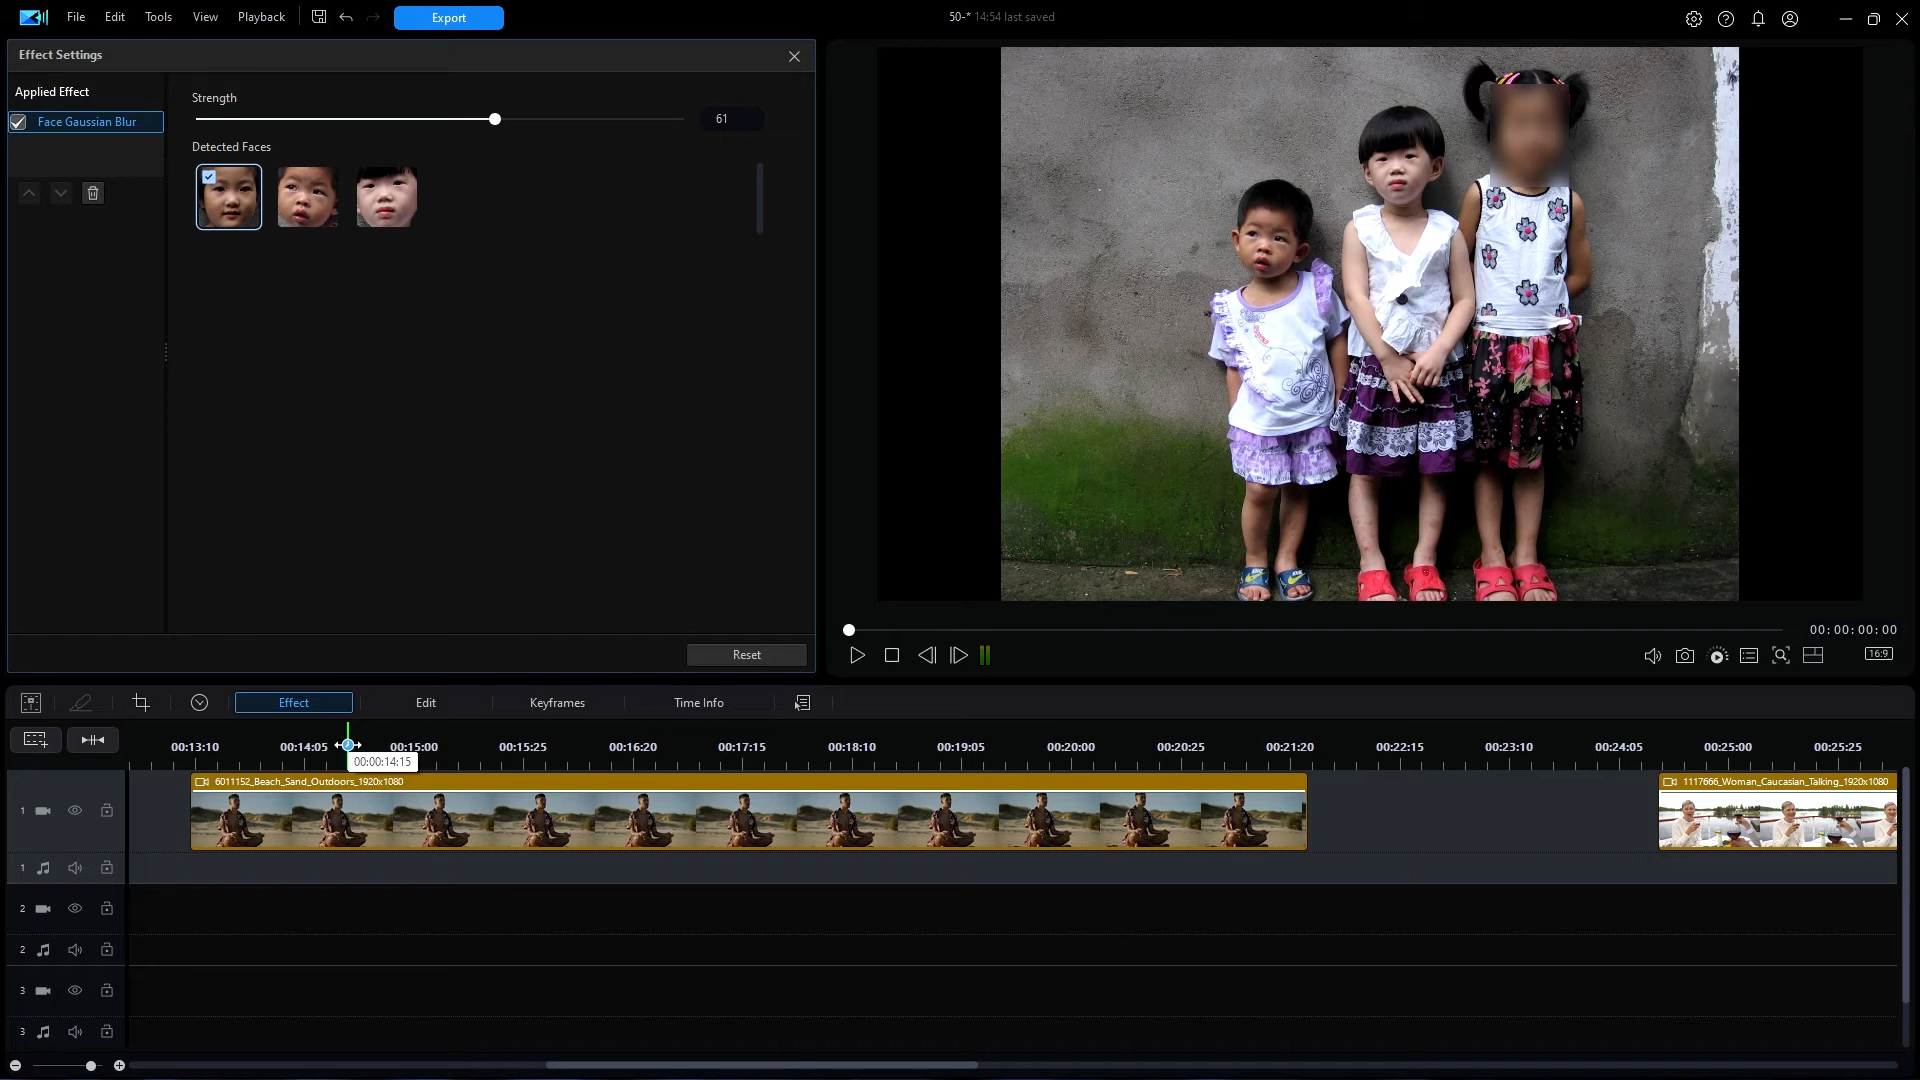 File Edit Tools View Playback Export 50-* 14:54 last saved
Effect Settings
Applied Effect
Face Gaussian Blur
Strength
61
Detected Faces
Reset
00:00:00:00
16:9
Effect Edit Keyframes Time Info
00:13:10 00:14:05 00:15:00 00:15:25 00:16:20 00:17:15 00:18:10 00:19:05 00:20:00 00:20:25 00:21:20 00:22:15 00:23:10 00:24:05 00:25:00 00:25:25
00:00:14:15
6011152_Beach_Sand_Outdoors_1920x1080 1117666_Woman_Caucasian_Talking_1920x1080
1
1
2
2
3
3